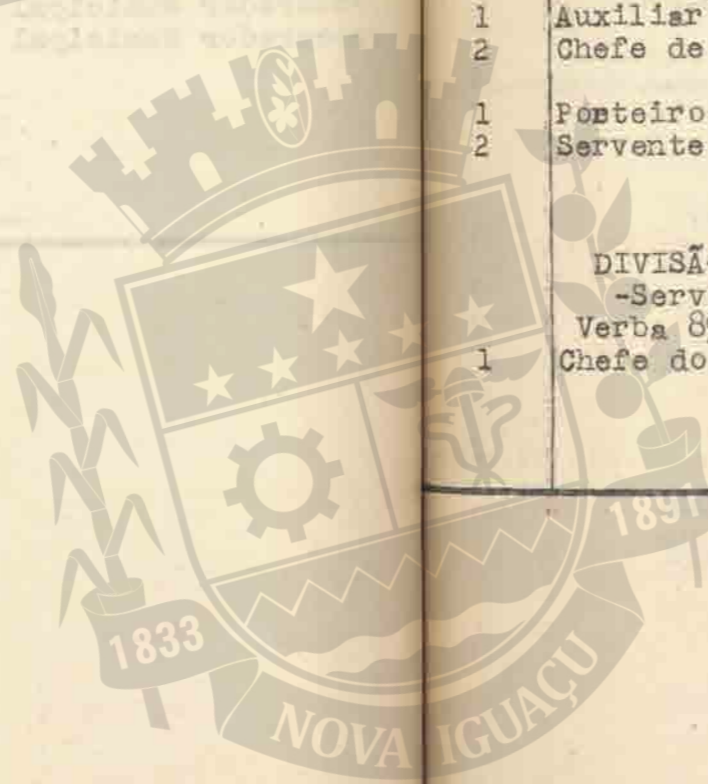 1 Auxiliar
2 Chefe de
1 Porteiro
2 Servente
DIVISÃ
-Serv
Verba 8
1 Chefe do
1891
1833
NOVA IGUAÇU